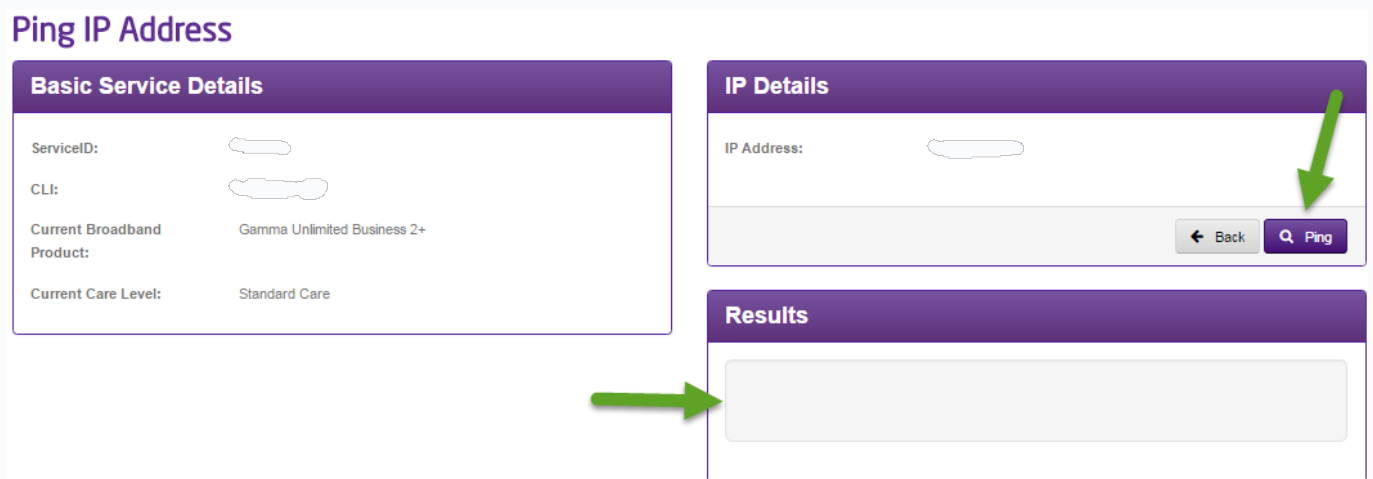 Ping IP Address
Basic Service Details
ServiceID:
CLI:
Current Broadband Product:
Gamma Unlimited Business 2+
Current Care Level:
Standard Care
IP Details
IP Address:
Back
Ping
Results